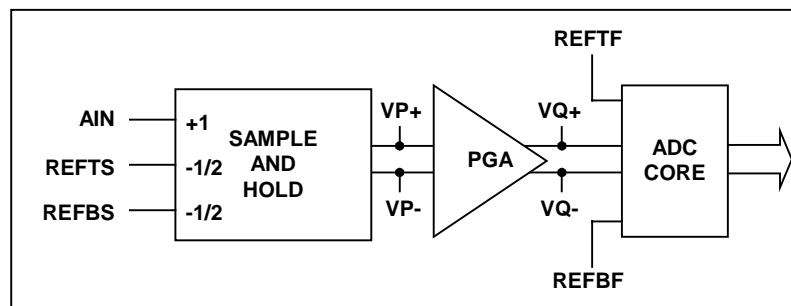 REFTF
AIN
+1
SAMPLE
AND
HOLD
VP+
VQ+
REFTS
-1/2
PGA
ADC
CORE
REFBS
-1/2
VP-
VQ-
REFBF